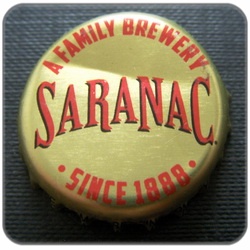 A FAMILY BREWERY
SARANAC
• SINCE 1888 •